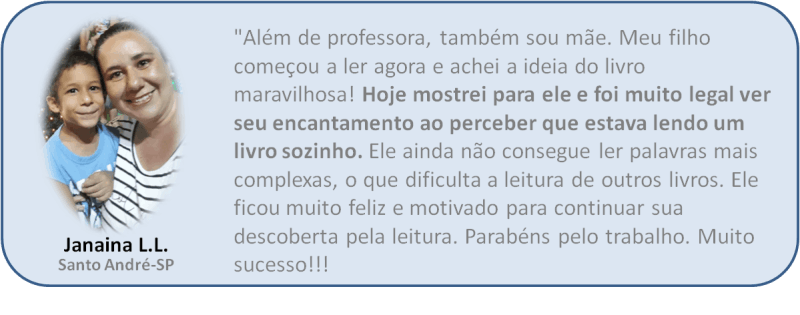 "Além de professora, também sou mãe. Meu filho
começou a ler agora e achei a ideia do livro
maravilhosa! Hoje mostrei para ele e foi muito legal ver
seu encantamento ao perceber que estava lendo um
livro sozinho. Ele ainda não consegue ler palavras mais
complexas, o que dificulta a leitura de outros livros. Ele
ficou muito feliz e motivado para continuar sua
descoberta pela leitura. Parabéns pelo trabalho. Muito
sucesso!!!
Janaina L.L.
Santo André-SP